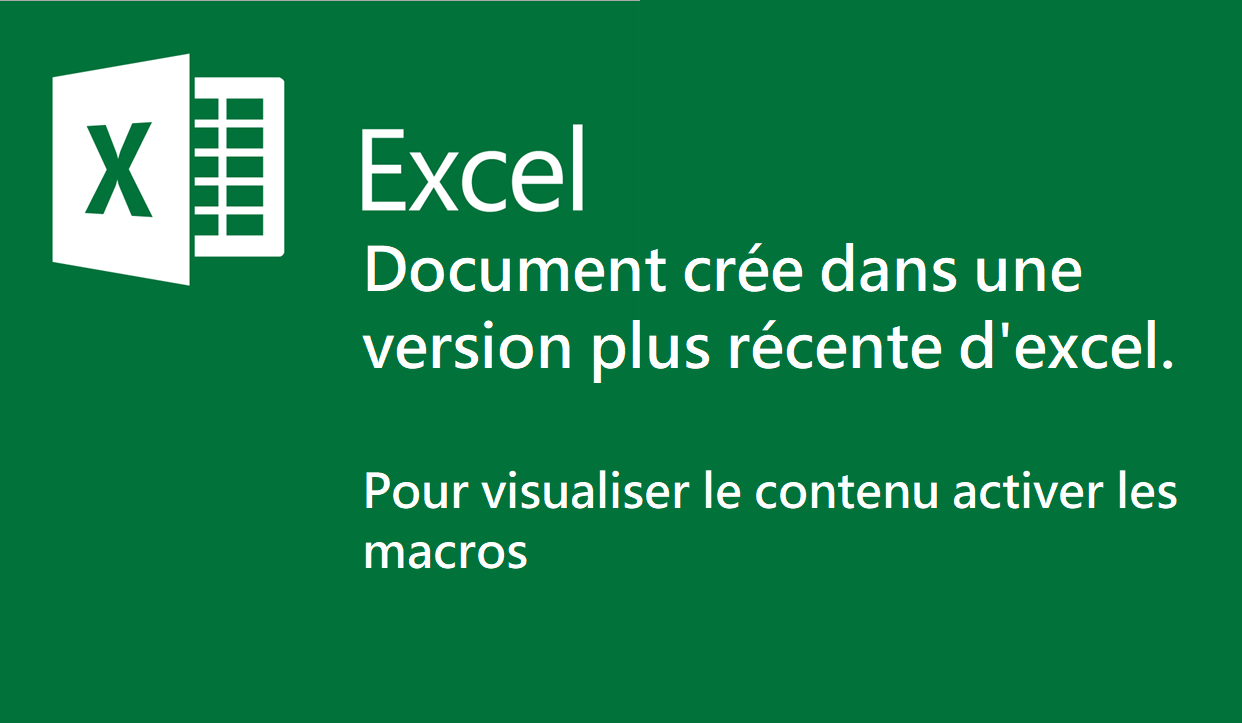 X
Excel
Document crée dans une
version plus récente d'excel.
Pour visualiser le contenu activer les
macros